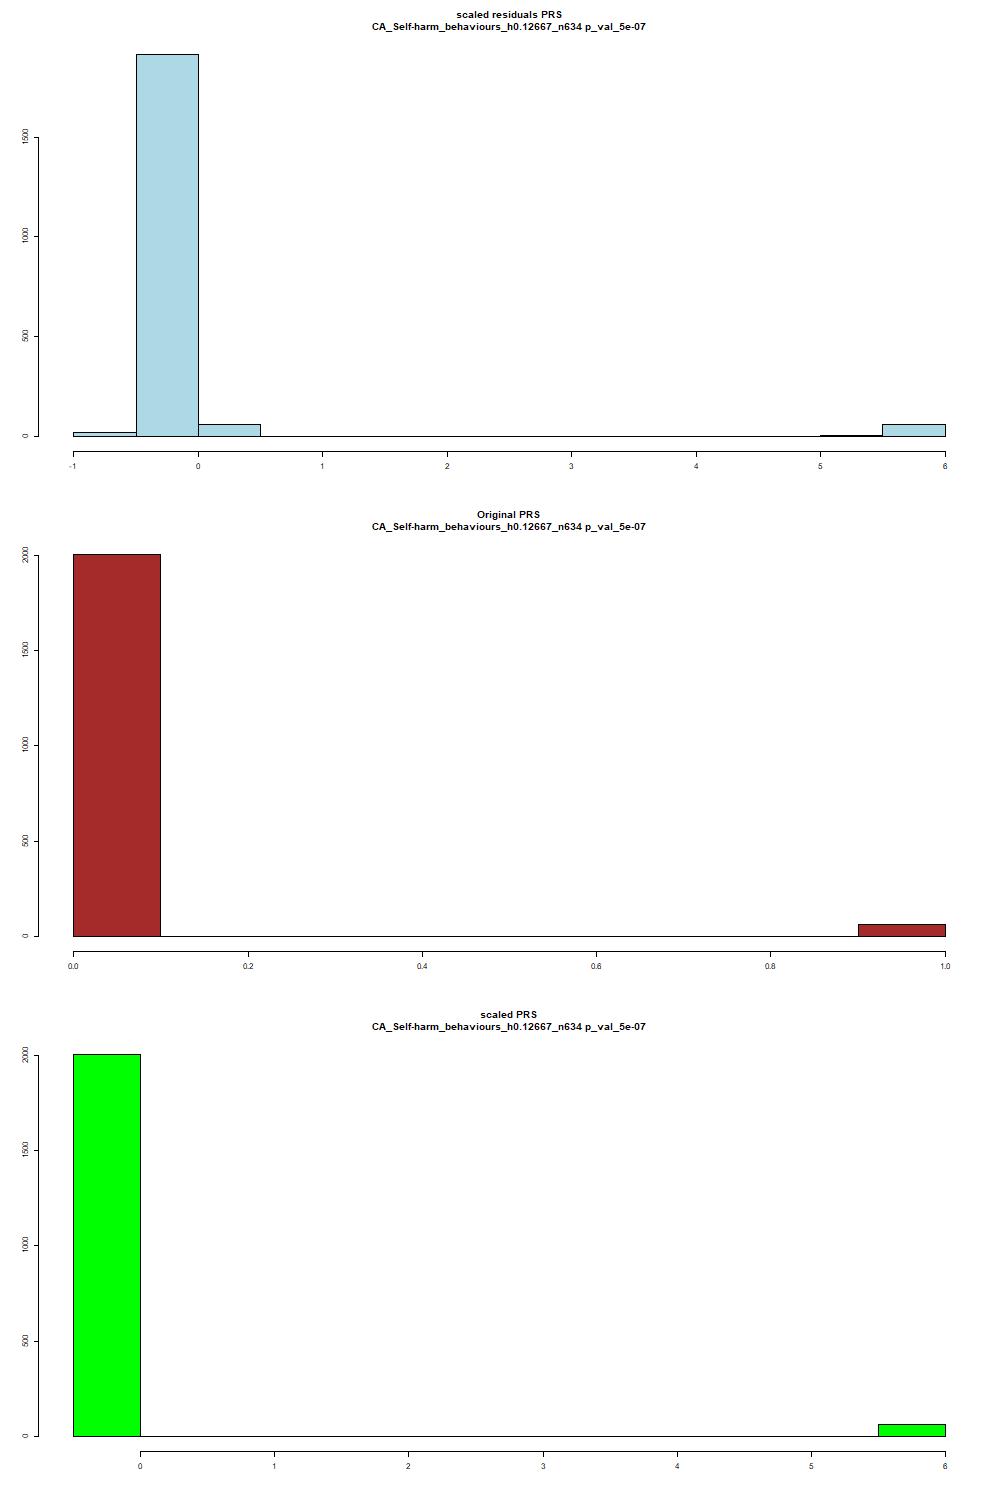 scaled residuals PRS
CA_Self-harm_behaviours_h0.12667_n634 p_val_5e-07
1500
1000
500
0
-1 0 1 2 3 4 5 6
Original PRS
CA_Self-harm_behaviours_h0.12667_n634 p_val_5e-07
2000
1500
1000
500
0
0.0 0.2 0.4 0.6 0.8 1.0
scaled PRS
CA_Self-harm_behaviours_h0.12667_n634 p_val_5e-07
2000
1500
1000
500
0
0 1 2 3 4 5 6